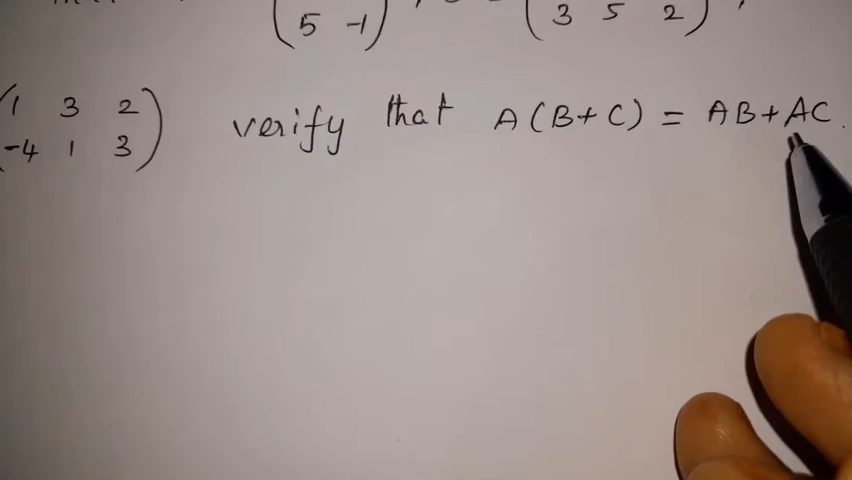 (5 -1), (3 5 2),
(1 3 2
-4 1 3) verify that A(B+C) = AB+AC.